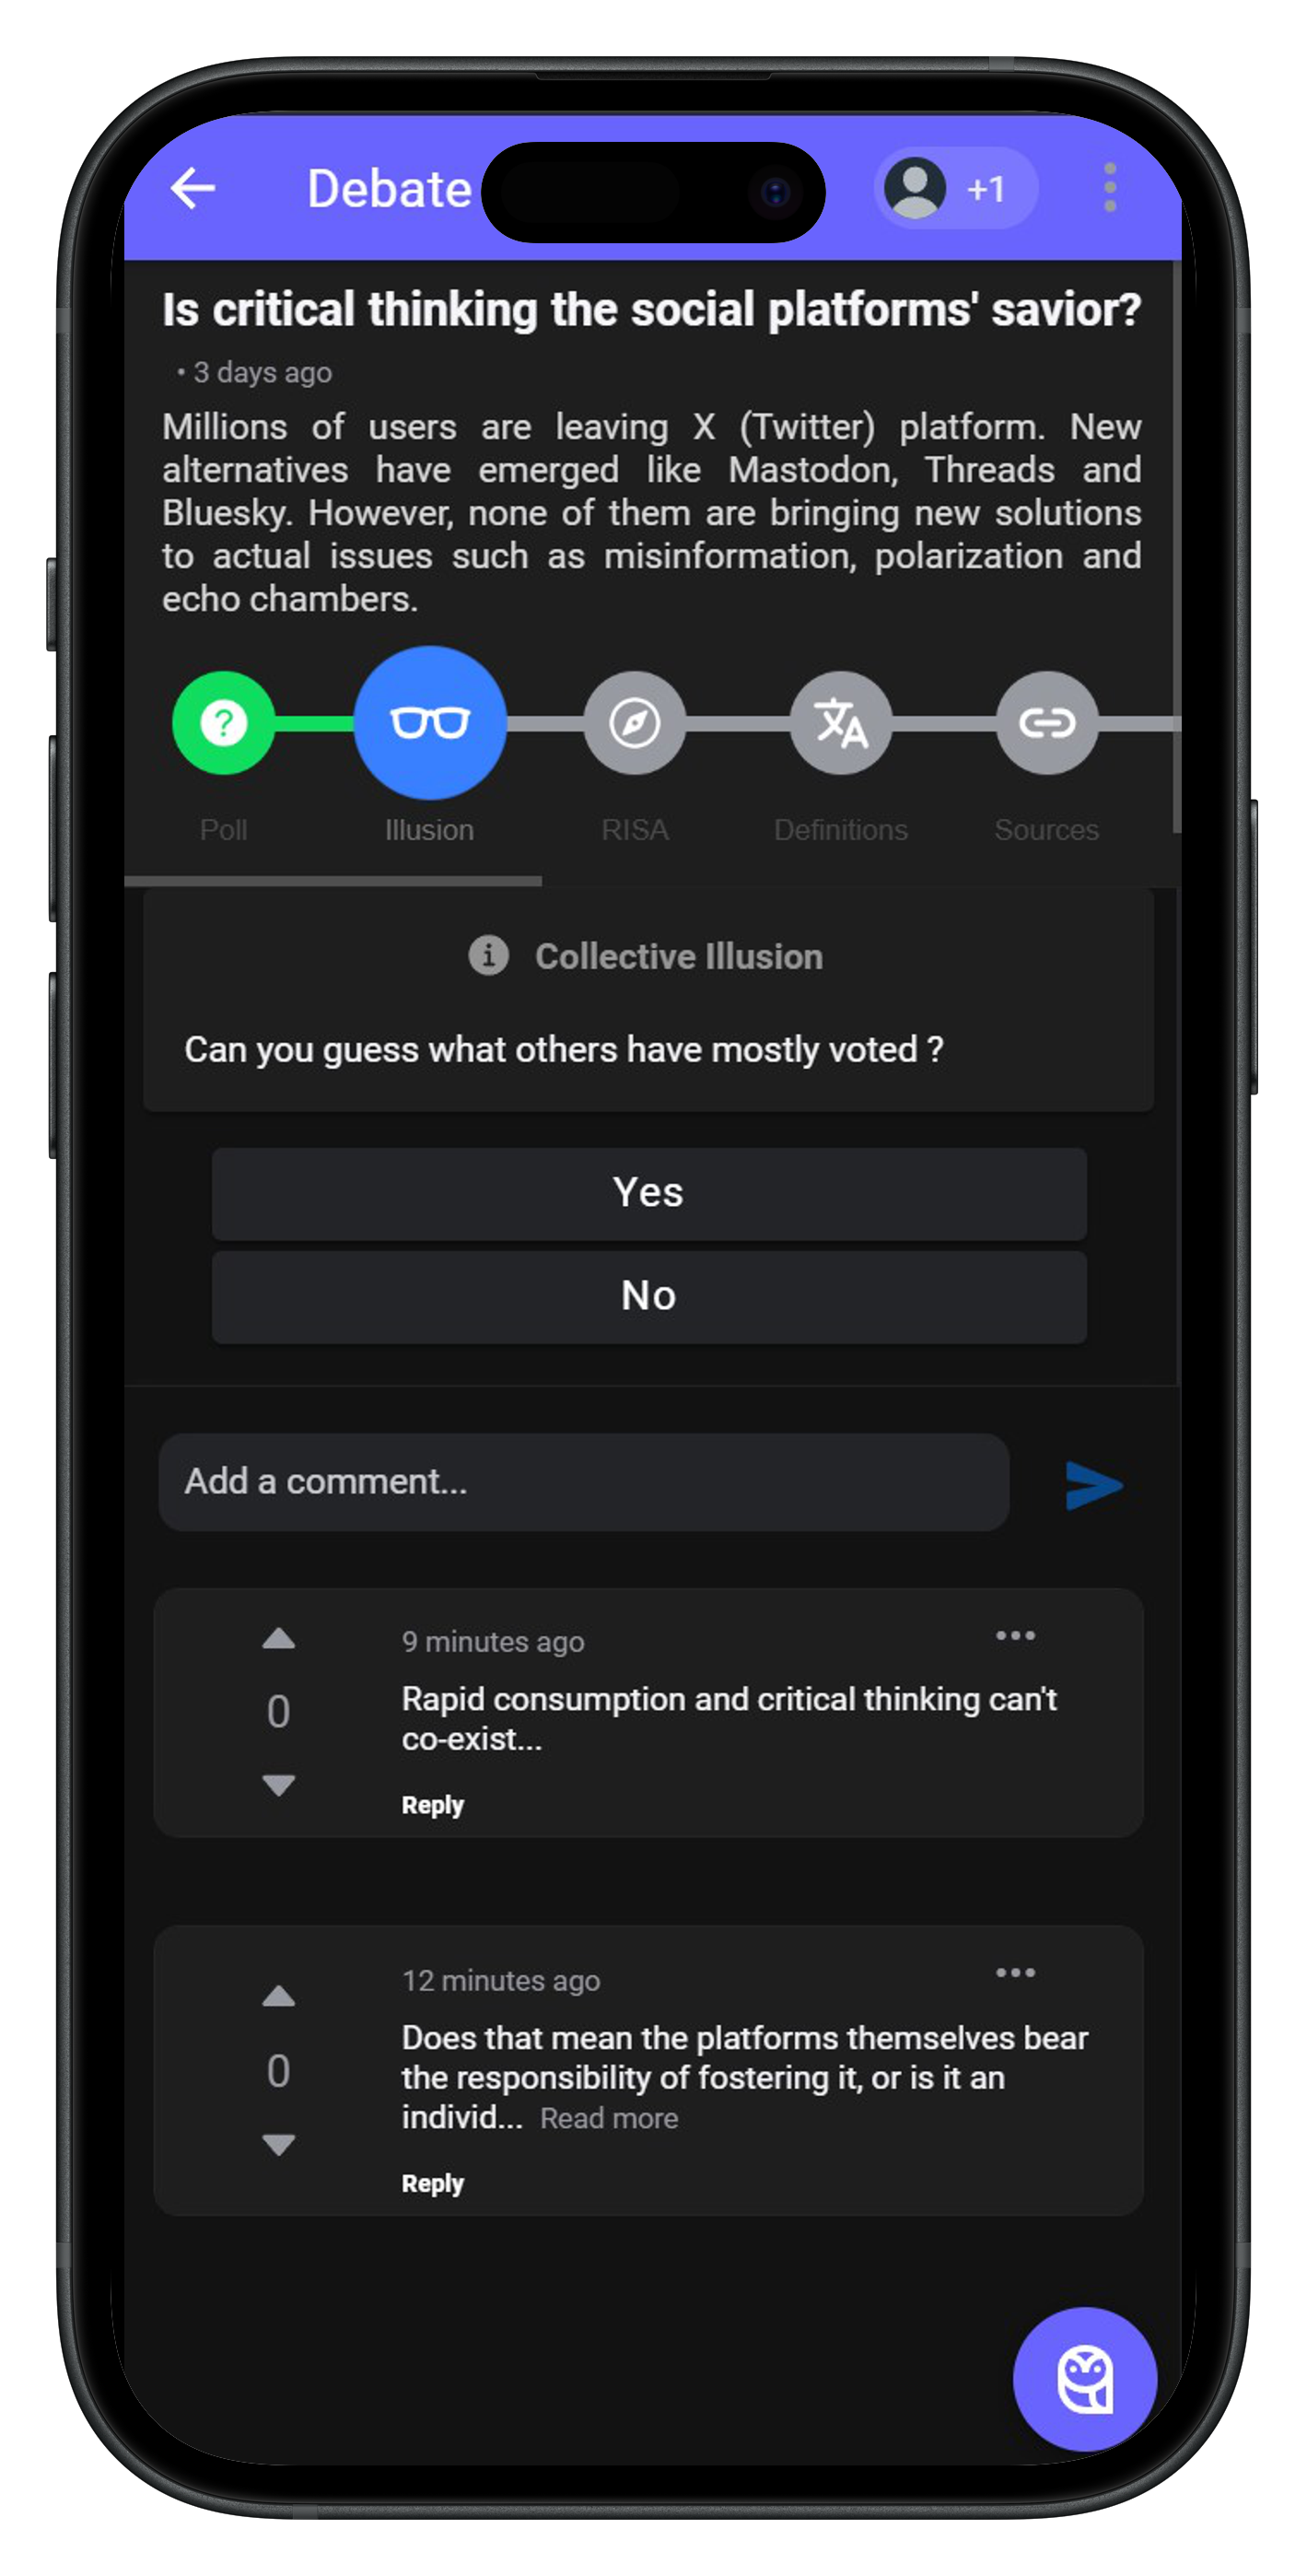 Debate
+1
Is critical thinking the social platforms' savior?
• 3 days ago
Millions of users are leaving X (Twitter) platform. New
alternatives have emerged like Mastodon, Threads and
Bluesky. However, none of them are bringing new solutions
to actual issues such as misinformation, polarization and
echo chambers.
Poll
Illusion
RISA
Definitions
Sources
Collective Illusion
Can you guess what others have mostly voted ?
Yes
No
Add a comment...
9 minutes ago
Rapid consumption and critical thinking can't
co-exist...
Reply
0
12 minutes ago
Does that mean the platforms themselves bear
the responsibility of fostering it, or is it an
individ... Read more
Reply
0